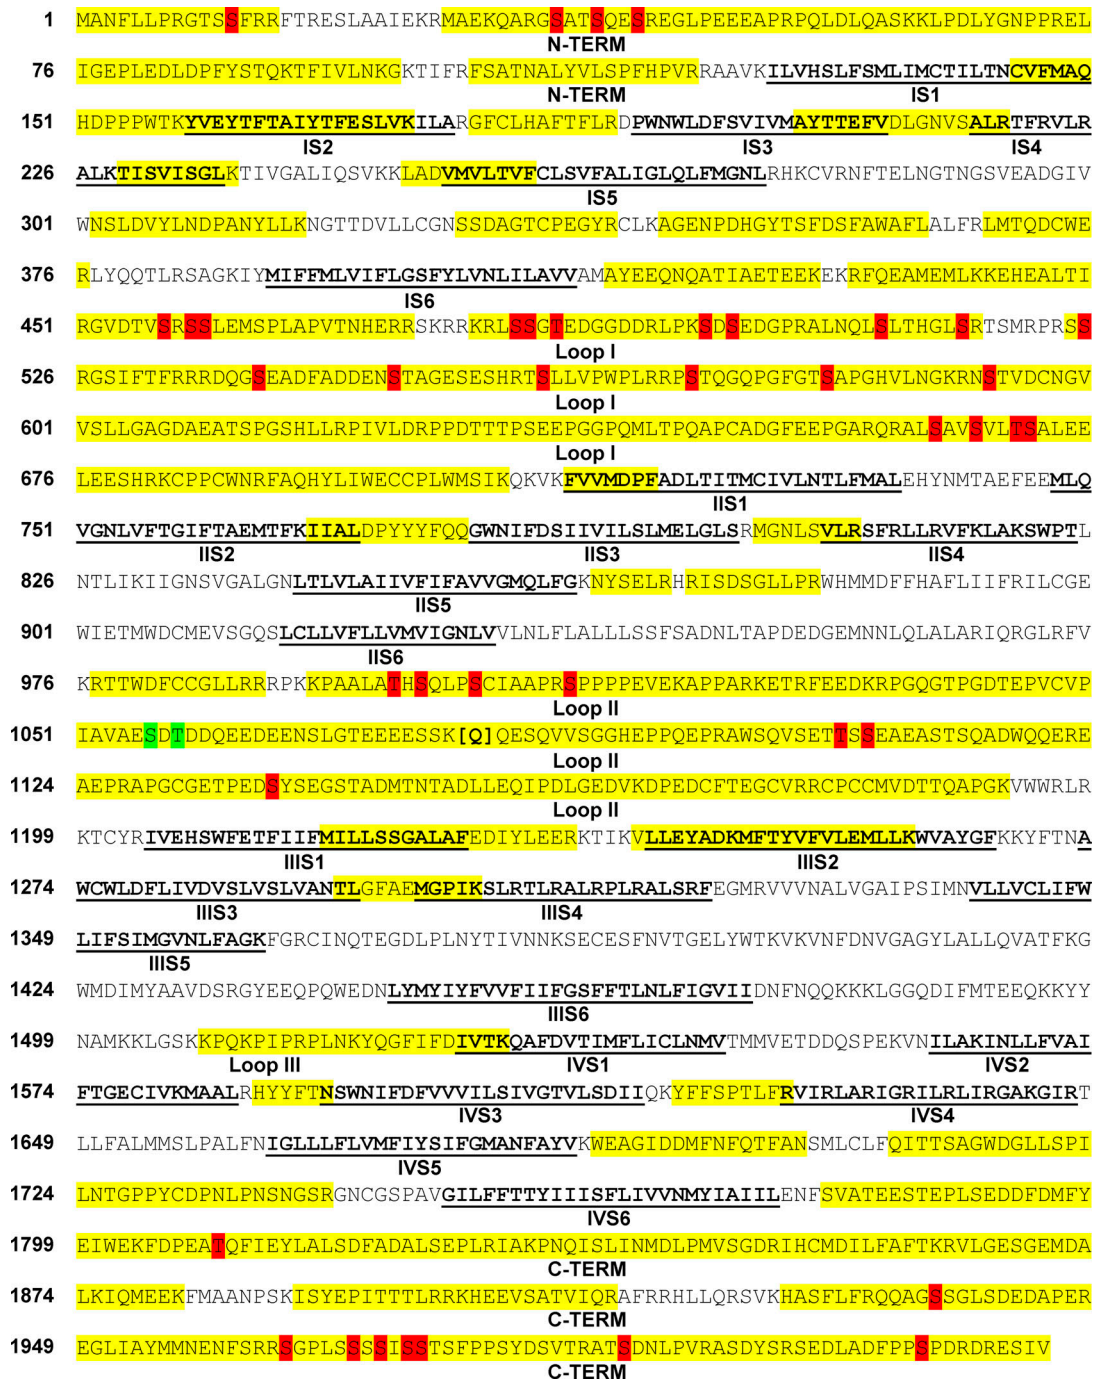 1 MANFLLPRGTSSFRRFTRESLAAIEKRMAEKQARGSATSQESREGLPEEEAPRPQLDLQASKKLPDLYGNPPREL
N-TERM
76 IGEPLEDLDPFYSTQKTFIVLNKGKTIFRFSATNALYVLSPFHPVRRAAVKILVHSLFSMLIMCTILTNCVFMAQ
N-TERM IS1
151 HDPPPWTKYVEYTFTAIYTFESLVKILARGFCLHAFTFLRDPWNWLDFSVIVMAYTTEFVDLGNVSALRTFRVLR
IS2 IS3 IS4
226 ALKTISVISGLKTIVGALIQSVKKLADVMVLTVFCLSVFALIGLQLFMGNLRHKCVRNFTELNGTNGSVEADGIV
IS5
301 WNSLDVYLNDPANYLLKNGTTDVLLCGNSSDAGTCPEGYRCLKAGENPDHGYTSFDSFAWAFLALFRLMTQDCWE
376 RLYQQTLRSAGKIYMIFFMLVIFLGSFYLVNLILAVVAMAYEEQNQATIAETEEKEKRFQEAMEMLKKEHEALTI
IS6
451 RGVDTVSRSSLEMSPLAPVTNHERRSKRRKRLSSGTEDGGDDRLPKSDSEDGPRALNQLSLTHGLSRTSMRPRSS
Loop I
526 RGSIFTFRRRDQGSEADFADDENSTAGESESHRTSLLVPWPLRRPSTQGQPGFGTSAPGHVLNGKRNSTVDCNGV
Loop I
601 VSLLGAGDAEATSPGSHLLRPIVLDRPPDTTTPSEEPGGPQMLTPQAPCADGFEEPGARQRALSAVSVLTSALEE
Loop I
676 LEESHRKCPPCWNRFAQHYLIWECCPLWMSIKQKVKFVVMDPFADLTITMCIVLNTLFMALEHYNMTAEFEEMLQ
IIS1
751 VGNLVFTGIFTAEMTFKIIALDPYYYFQQGWNIFDSIIVILSLMELGLSRMGNLSVLRSFRLLRVFKLAKSWPTL
IIS2 IIS3 IIS4
826 NTLIKIIGNSVGALGNLTLVLAIIVFIFAVVGMQLFGKNYSELRHRISDSGLLPRWHMMDFFHAFLIIFRILCGE
IIS5
901 WIETMWDCMEVSGQSLCLLVFLLVMVIGNLVVLNLFLALLLSSFSADNLTAPDEDGEMNNLQLALARIQRGLRFV
IIS6
976 KRTTWDFCCGLLRRRPKKPAALATHSQLPSCIAAPRSPPPPEVEKAPPARKETRFEEDKRPGQGTPGDTEPVCVP
Loop II
1051 IAVAESDTDDQEEDEENSLGTEEEESSK[Q]QESQVVSGGHEPPQEPRAWSQVSETTSSEAEASTSQADWQQERE
Loop II
1124 AEPRAPGCGETPEDSYSEGSTADMTNTADLLEQIPDLGEDVKDPEDCFTEGCVRRCPCCMVDTTQAPGKVWWRLR
Loop II
1199 KTCYRIVEHSWFETFIIFMILLSSGALAFEDIYLEERKTIKVLLEYADKMFTYVFVLEMLLKWVAYGFKKYFTNA
IIIS1 IIIS2
1274 WCWLDFLIVDVSLVSLVANTLGFAEMGPIKSLRTLRALRPLRALSRFEGMRVVVNALVGAIPSIMNVLLVCLIFW
IIIS3 IIIS4
1349 LIFSIMGVNLFAGKFGRCINQTEGDLPLNYTIVNNKSECESFNVTGELYWTKVKVNFDNVGAGYLALLQVATFKG
IIIS5
1424 WMDIMYAAVDSRGYEEQPQWEDNLYMYIYFVVFIIFGSFFTLNLFIGVIIDNFNQQKKKLGGQDIFMTEEQKKYY
IIIS6
1499 NAMKKLGSKKPQKPIPRPLNKYQGFIFDIVTKQAFDVTIMFLICLNMVTMMVETDDQSPEKVNILAKINLLFVAI
Loop III IVS1 IVS2
1574 FTGECIVKMAALRHYYFTNSWNIFDFVVVILSIVGTVLSDIIQKYFFSPTLFRVIRLARIGRILRLIRGAKGIRT
IVS3 IVS4
1649 LLFALMMSLPALFNIGLLLFLVMFIYSIFGMANFAYVKWEAGIDDMFNFQTFANSMLCLFQITTSAGWDGLLSPI
IVS5
1724 LNTGPPYCDPNLPNSNGSRGNCGSPAVGILFFTTYIIISFLIVVNMYIAIILENFSVATEESTEPLSEDDFDMFY
IVS6
1799 EIWEKFDPEATQFIEYLALSDFADALSEPLRIAKPNQISLINMDLPMVSGDRIHCMDILFAFTKRVLGESGEMDA
C-TERM
1874 LKIQMEEKFMAANPSKISYEPITTTLRRKHEEVSATVIQRAFRRHLLQRSVKHASFLFRQQAGSSGLSDEDAPER
C-TERM
1949 EGLIAYMMNENFSRRSGPLSSSSISSTSFPPSYDSVTRATSDNLPVRASDYSRSEDLADFPPSPDRDRESIV
C-TERM